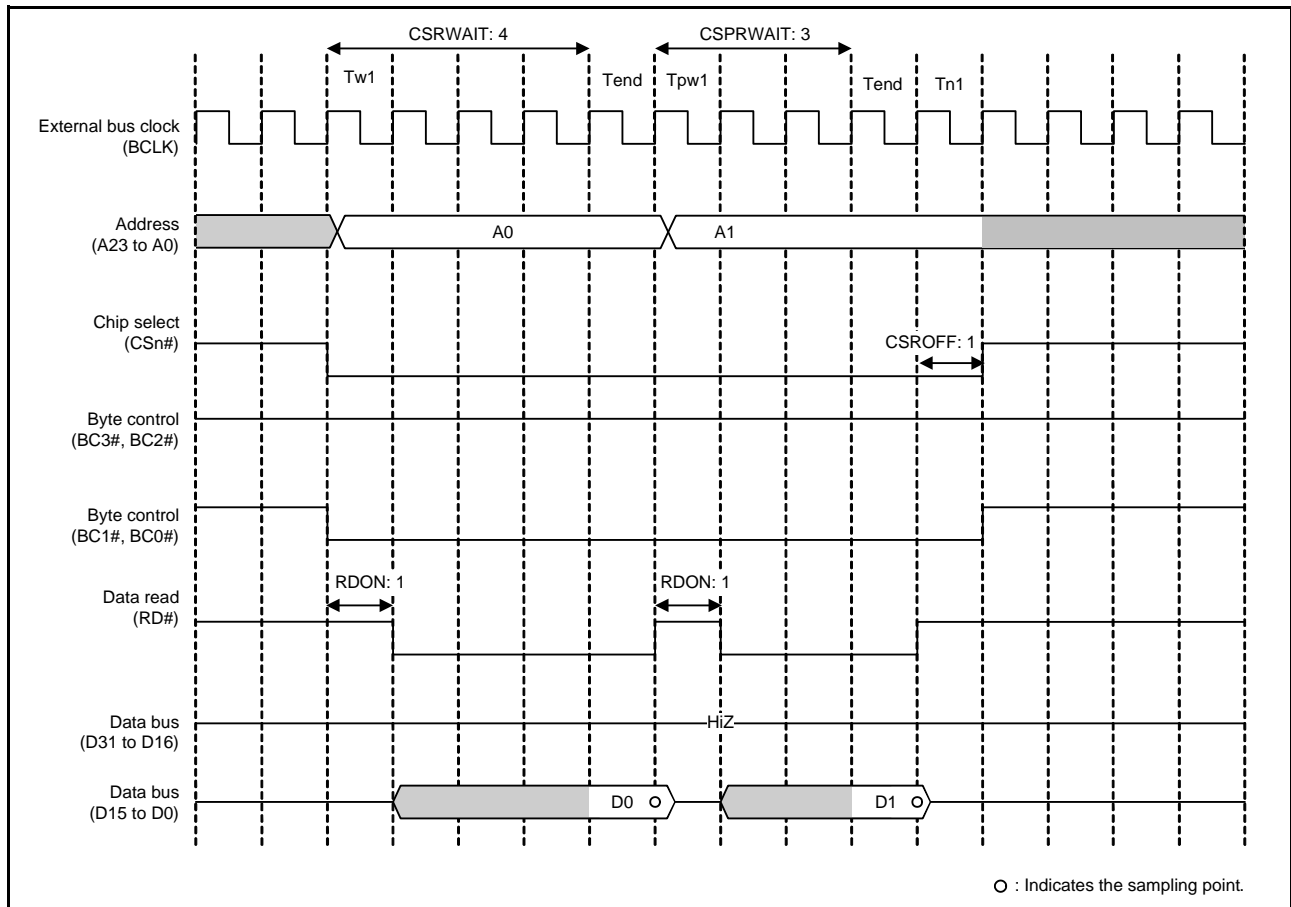 CSRWAIT: 4
CSPRWAIT: 3
Tw1
Tend
Tpw1
Tend
Tn1
External bus clock
(BCLK)
Address
(A23 to A0)
A0
A1
Chip select
(CSn#)
CSROFF: 1
Byte control
(BC3#, BC2#)
Byte control
(BC1#, BC0#)
Data read
(RD#)
RDON: 1
RDON: 1
Data bus
(D31 to D16)
HiZ
Data bus
(D15 to D0)
D0
D1
: Indicates the sampling point.